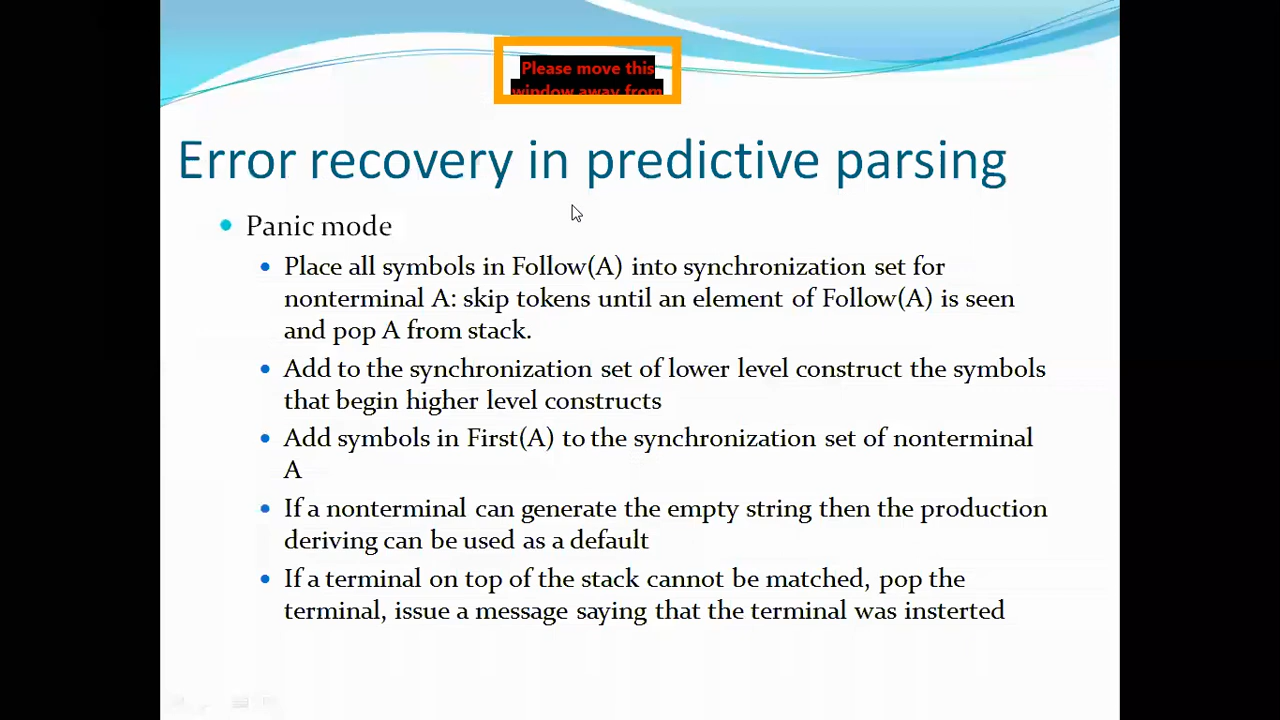 Please move this
window away from
Error recovery in predictive parsing
Panic mode
Place all symbols in Follow(A) into synchronization set for
nonterminal A: skip tokens until an element of Follow(A) is seen
and pop A from stack.
Add to the synchronization set of lower level construct the symbols
that begin higher level constructs
Add symbols in First(A) to the synchronization set of nonterminal
A
If a nonterminal can generate the empty string then the production
deriving can be used as a default
If a terminal on top of the stack cannot be matched, pop the
terminal, issue a message saying that the terminal was insterted